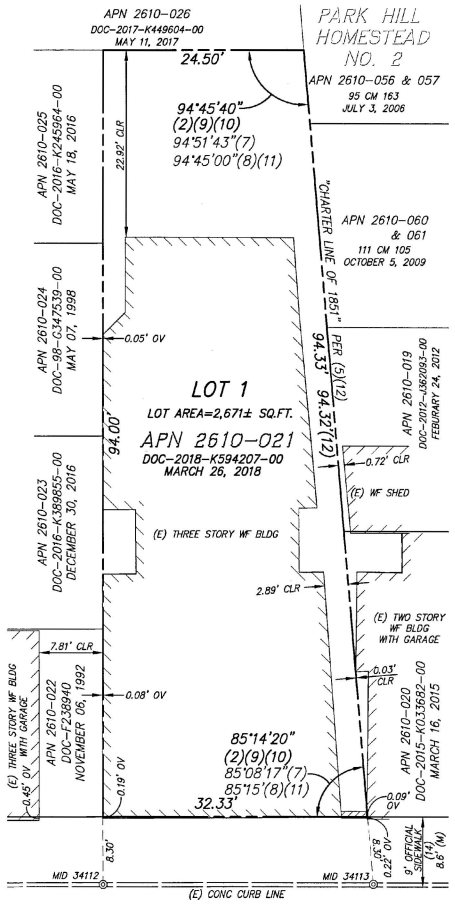 APN 2610-026
DOC-2017-K449604-00
MAY 11, 2017
PARK HILL
HOMESTEAD
NO. 2
APN 2610-056 & 057
95 CM 163
JULY 3, 2006
24.50'
94°45'40"
(2)(9)(10)
94°51'43"(7)
94°45'00"(8)(11)
22.92' CLR
APN 2610-025
DOC-2016-K245964-00
MAY 18, 2016
APN 2610-060
& 061
111 CM 105
OCTOBER 5, 2009
"CHARTER LINE OF 1851" PER (5)(12)
94.33' 94.32'(12)
APN 2610-024
DOC-98-G347539-00
MAY 07, 1998
0.05' OV
94.00'
LOT 1
LOT AREA=2,671± SQ.FT.
APN 2610-021
DOC-2018-K594207-00
MARCH 26, 2018
APN 2610-019
DOC-2012-J362093-00
FEBURARY 24, 2012
0.72' CLR
(E) WF SHED
APN 2610-023
DOC-2016-K389855-00
DECEMBER 30, 2016
(E) THREE STORY WF BLDG
2.89' CLR
(E) TWO STORY
WF BLDG
WITH GARAGE
7.81' CLR
0.03'
CLR
(E) THREE STORY WF BLDG
WITH GARAGE
0.45' OV
APN 2610-022
DOC-F238940
NOVEMBER 06, 1992
0.08' OV
0.19' OV
85°14'20"
(2)(9)(10)
85°08'17"(7)
85°15'(8)(11)
32.33'
APN 2610-020
DOC-2015-K033682-00
MARCH 16, 2015
0.09'
OV
0.22' OV
8.30'
8.30'
9' OFFICIAL
SIDEWALK
(14)
8.6' (M)
MID 34112
MID 34113
(E) CONC CURB LINE